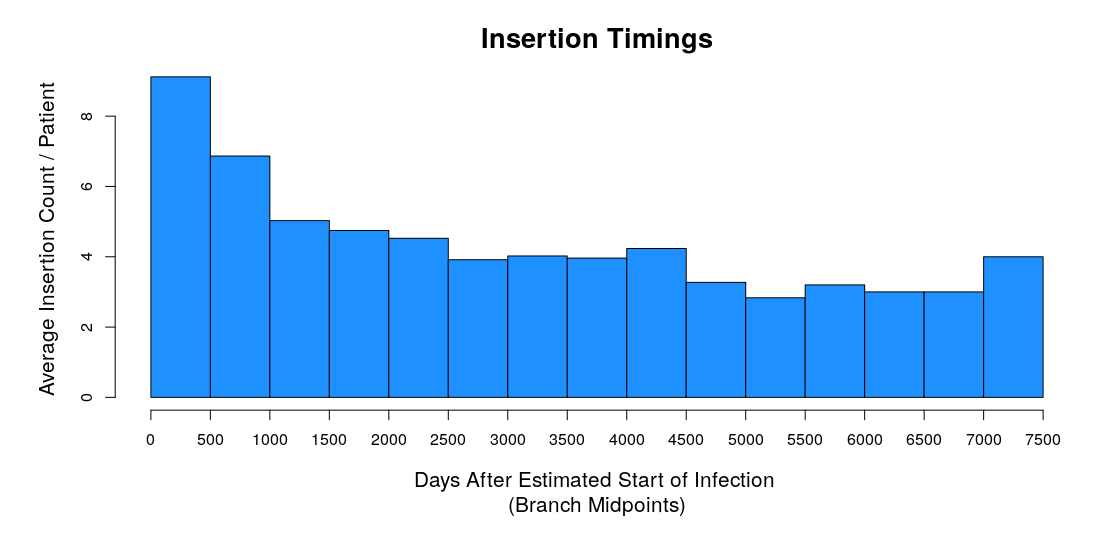 Insertion Timings
Average Insertion Count / Patient
8
6
4
2
0
0 500 1000 1500 2000 2500 3000 3500 4000 4500 5000 5500 6000 6500 7000 7500
Days After Estimated Start of Infection
(Branch Midpoints)